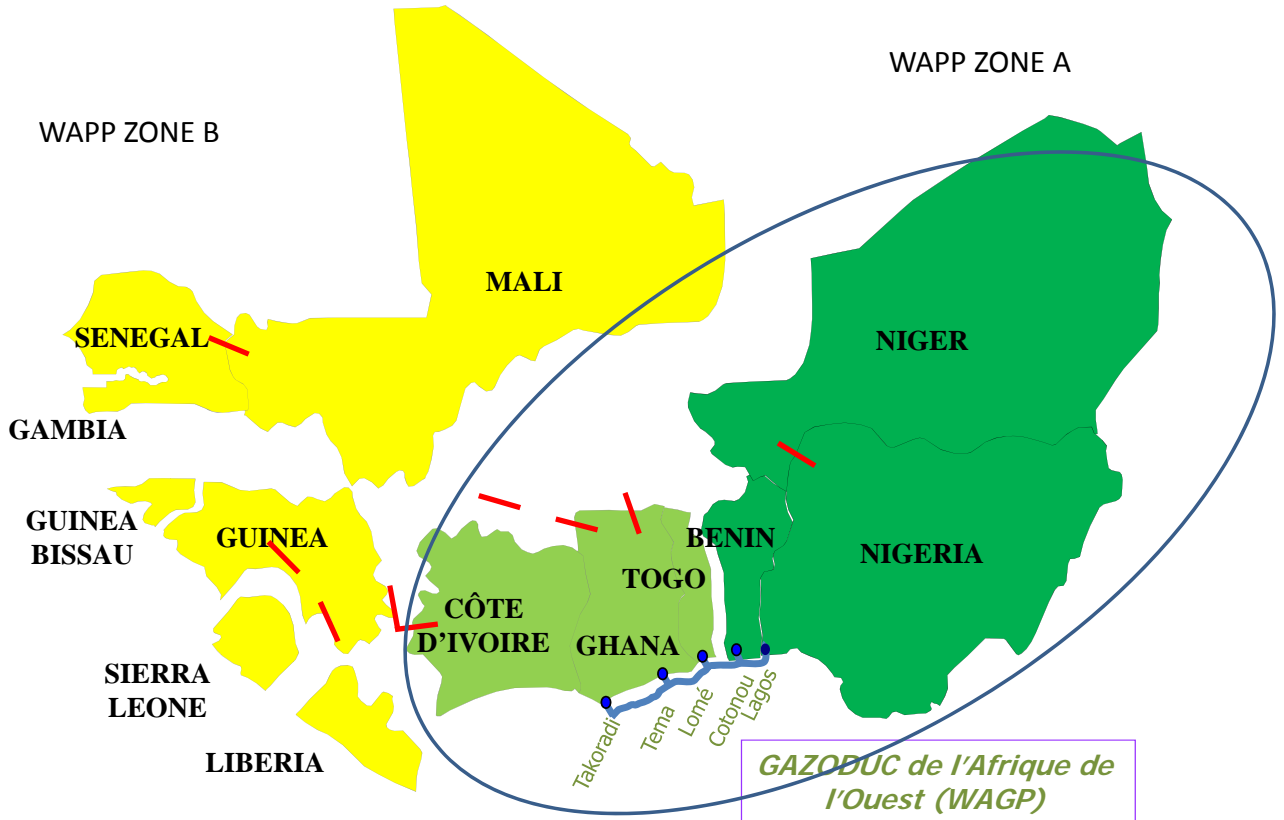 WAPP ZONE A
WAPP ZONE B
MALI
SENEGAL
NIGER
GAMBIA
GUINEA
BISSAU
GUINEA
BENIN
NIGERIA
TOGO
CÔTE
D'IVOIRE
GHANA
SIERRA
LEONE
LIBERIA
Takoradi
Tema
Lomé
Cotonou
Lagos
GAZODUC de l'Afrique de
l'Ouest (WAGP)